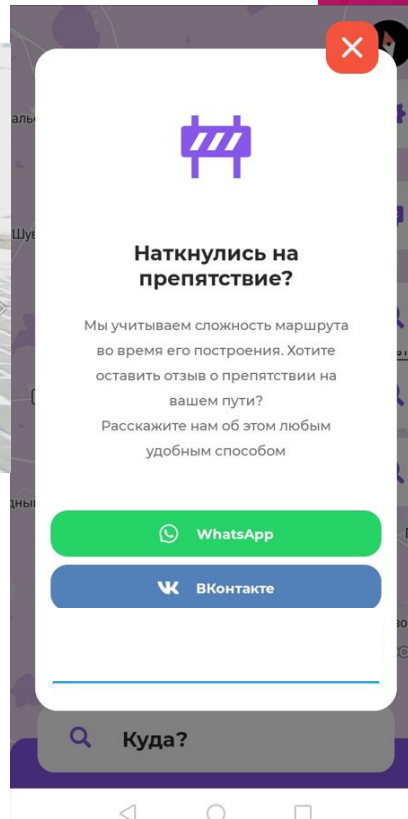 Наткнулись на
препятствие?
Мы учитываем сложность маршрута
во время его построения. Хотите
оставить отзыв о препятствии на
вашем пути?
Расскажите нам об этом любым
удобным способом
WhatsApp
ВКонтакте
Куда?